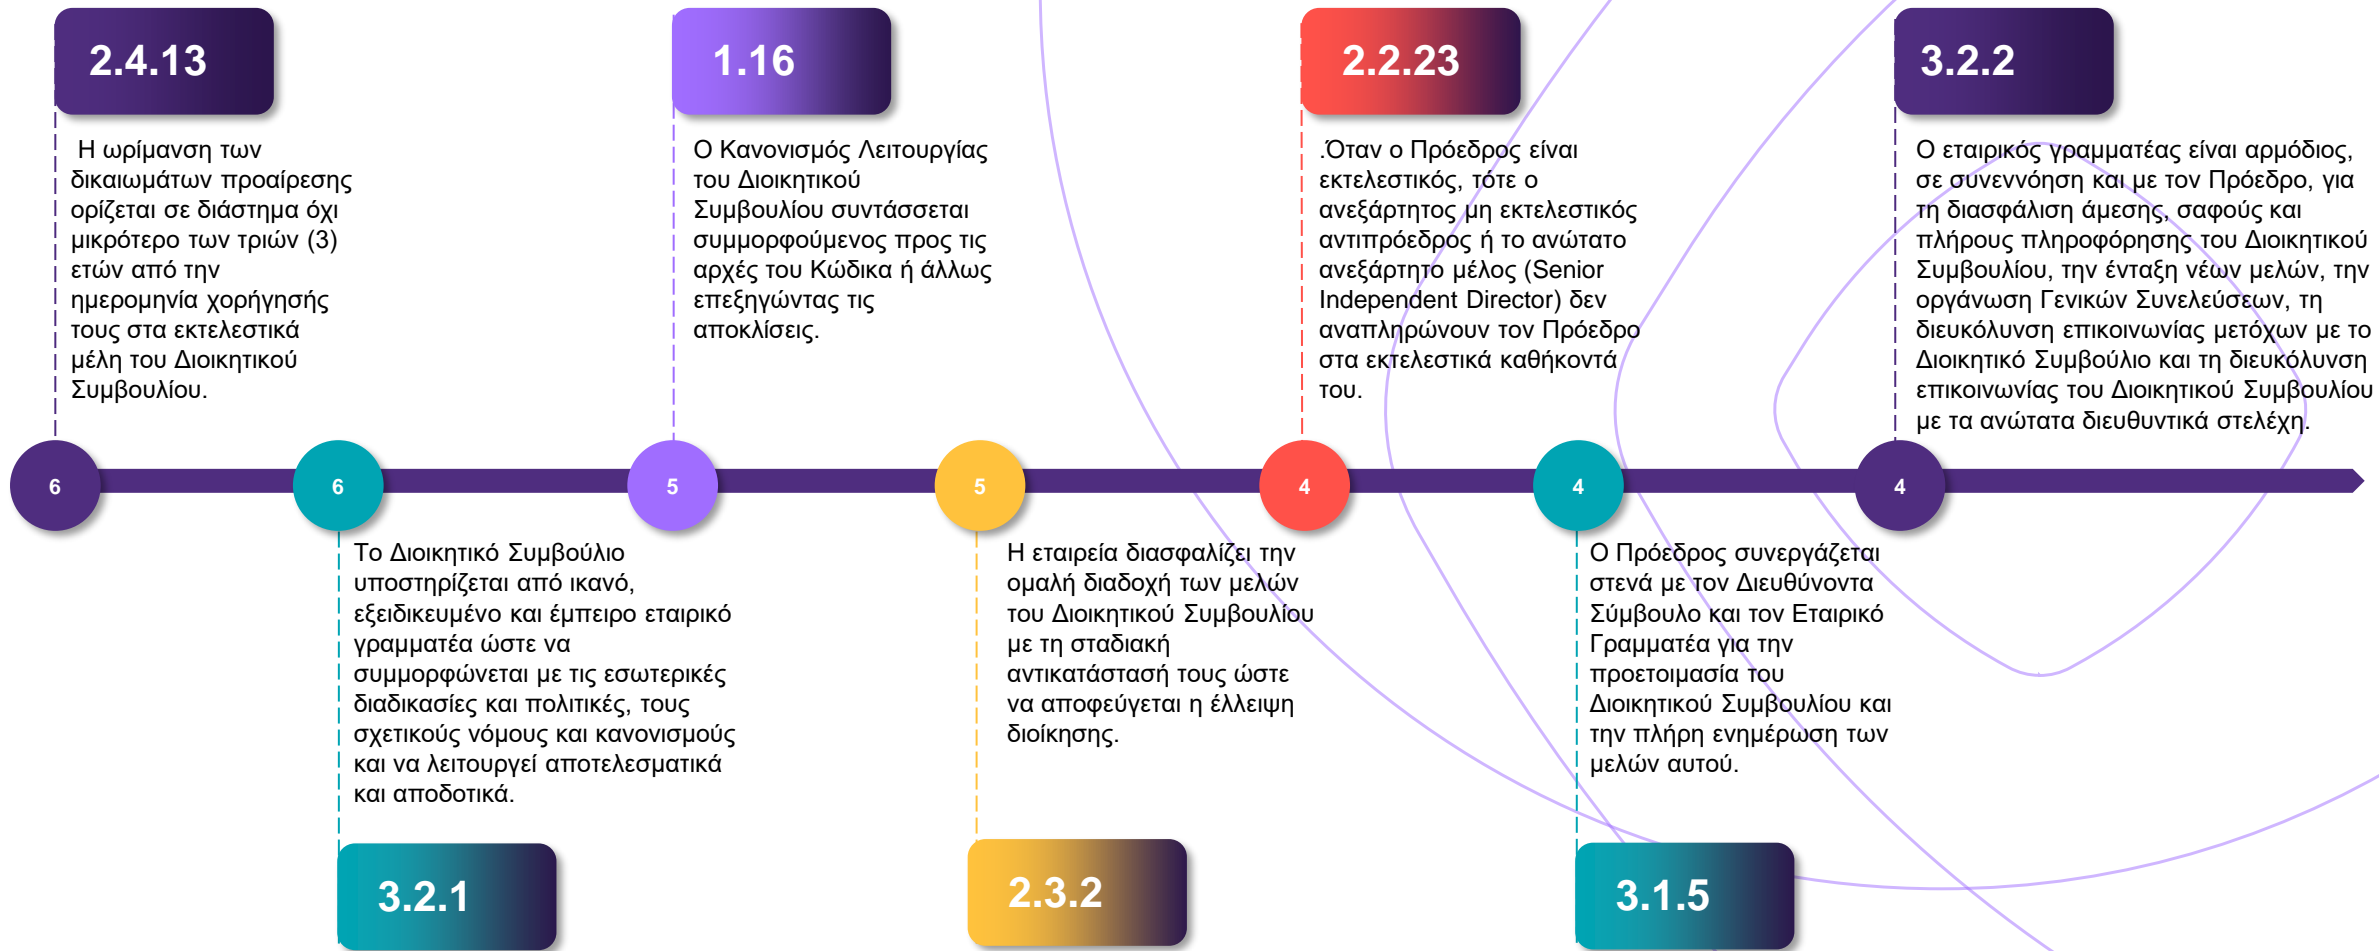 2.4.13
Η ωρίμανση των
δικαιωμάτων προαίρεσης
ορίζεται σε διάστημα όχι
μικρότερο των τριών (3)
ετών από την
ημερομηνία χορήγησής
τους στα εκτελεστικά
μέλη του Διοικητικού
Συμβουλίου.
1.16
Ο Κανονισμός Λειτουργίας
του Διοικητικού
Συμβουλίου συντάσσεται
συμμορφούμενος προς τις
αρχές του Κώδικα ή άλλως
επεξηγώντας τις
αποκλίσεις.
2.2.23
.Όταν ο Πρόεδρος είναι
εκτελεστικός, τότε ο
ανεξάρτητος μη εκτελεστικός
αντιπρόεδρος ή το ανώτατο
ανεξάρτητο μέλος (Senior
Independent Director) δεν
αναπληρώνουν τον Πρόεδρο
στα εκτελεστικά καθήκοντά
του.
3.2.2
Ο εταιρικός γραμματέας είναι αρμόδιος,
σε συνεννόηση και με τον Πρόεδρο, για
τη διασφάλιση άμεσης, σαφούς και
πλήρους πληροφόρησης του Διοικητικού
Συμβουλίου, την ένταξη νέων μελών, την
οργάνωση Γενικών Συνελεύσεων, τη
διευκόλυνση επικοινωνίας μετόχων με το
Διοικητικό Συμβούλιο και τη διευκόλυνση
επικοινωνίας του Διοικητικού Συμβουλίου
με τα ανώτατα διευθυντικά στελέχη.
6
6
5
5
4
4
4
Το Διοικητικό Συμβούλιο
υποστηρίζεται από ικανό,
εξειδικευμένο και έμπειρο εταιρικό
γραμματέα ώστε να
συμμορφώνεται με τις εσωτερικές
διαδικασίες και πολιτικές, τους
σχετικούς νόμους και κανονισμούς
και να λειτουργεί αποτελεσματικά
και αποδοτικά.
3.2.1
Η εταιρεία διασφαλίζει την
ομαλή διαδοχή των μελών
του Διοικητικού Συμβουλίου
με τη σταδιακή
αντικατάστασή τους ώστε
να αποφεύγεται η έλλειψη
διοίκησης.
2.3.2
Ο Πρόεδρος συνεργάζεται
στενά με τον Διευθύνοντα
Σύμβουλο και τον Εταιρικό
Γραμματέα για την
προετοιμασία του
Διοικητικού Συμβουλίου και
την πλήρη ενημέρωση των
μελών αυτού.
3.1.5